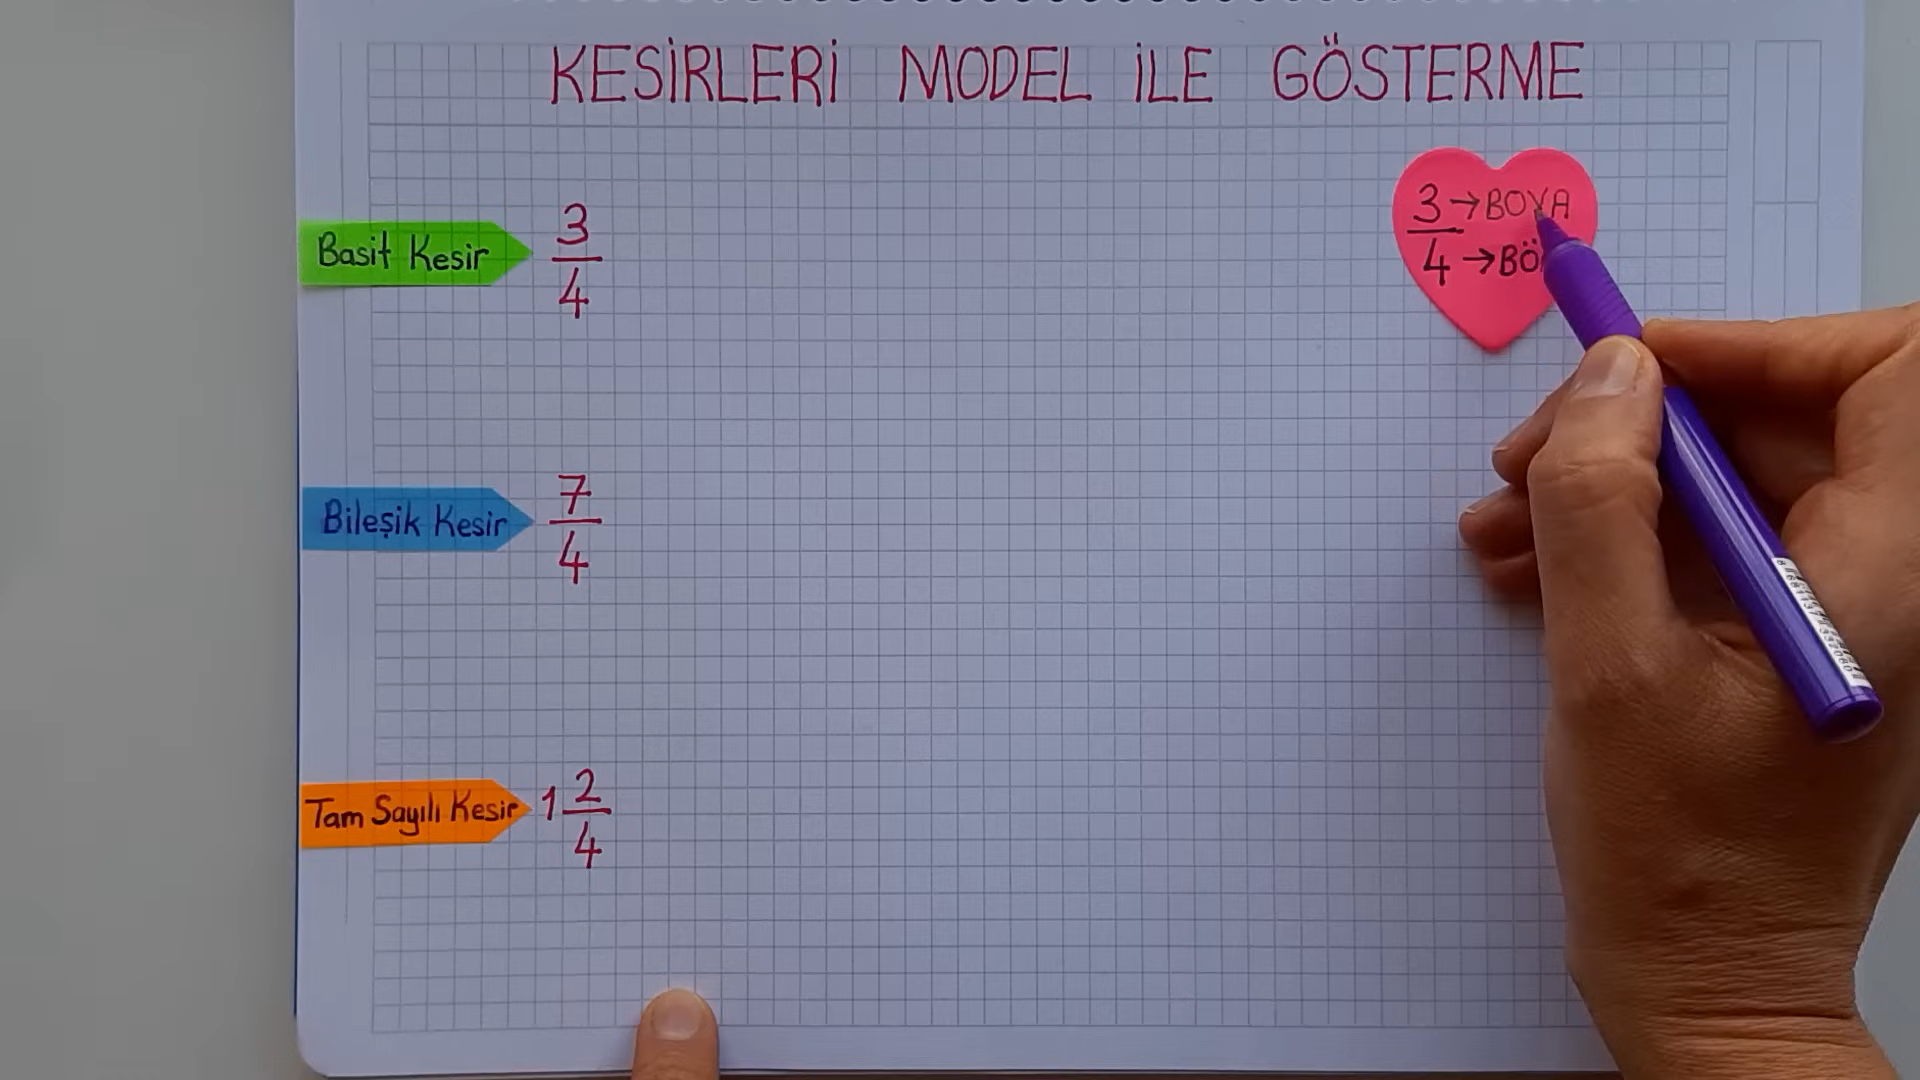 KESİRLERİ MODEL İLE GÖSTERME
3 → BOYA
4 →
Basit Kesir
3
4
Bileşik Kesir
7
4
Tam Sayılı Kesir
1 2
4